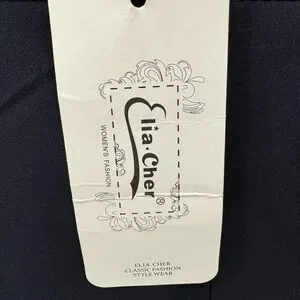 Elia·Cher®
WOMEN'S FASHION
ELIA.CHER
CLASSIC FASHION
STYLE WEAR